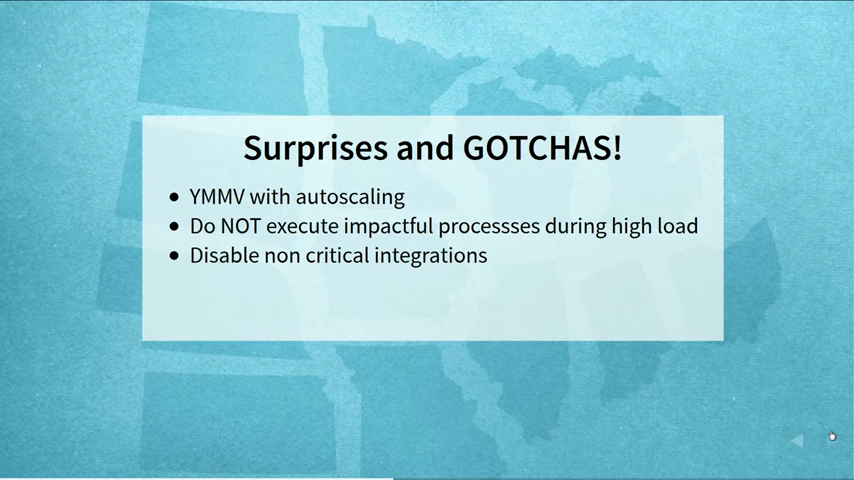 Surprises and GOTCHAS!
• YMMV with autoscaling
• Do NOT execute impactful processses during high load
• Disable non critical integrations